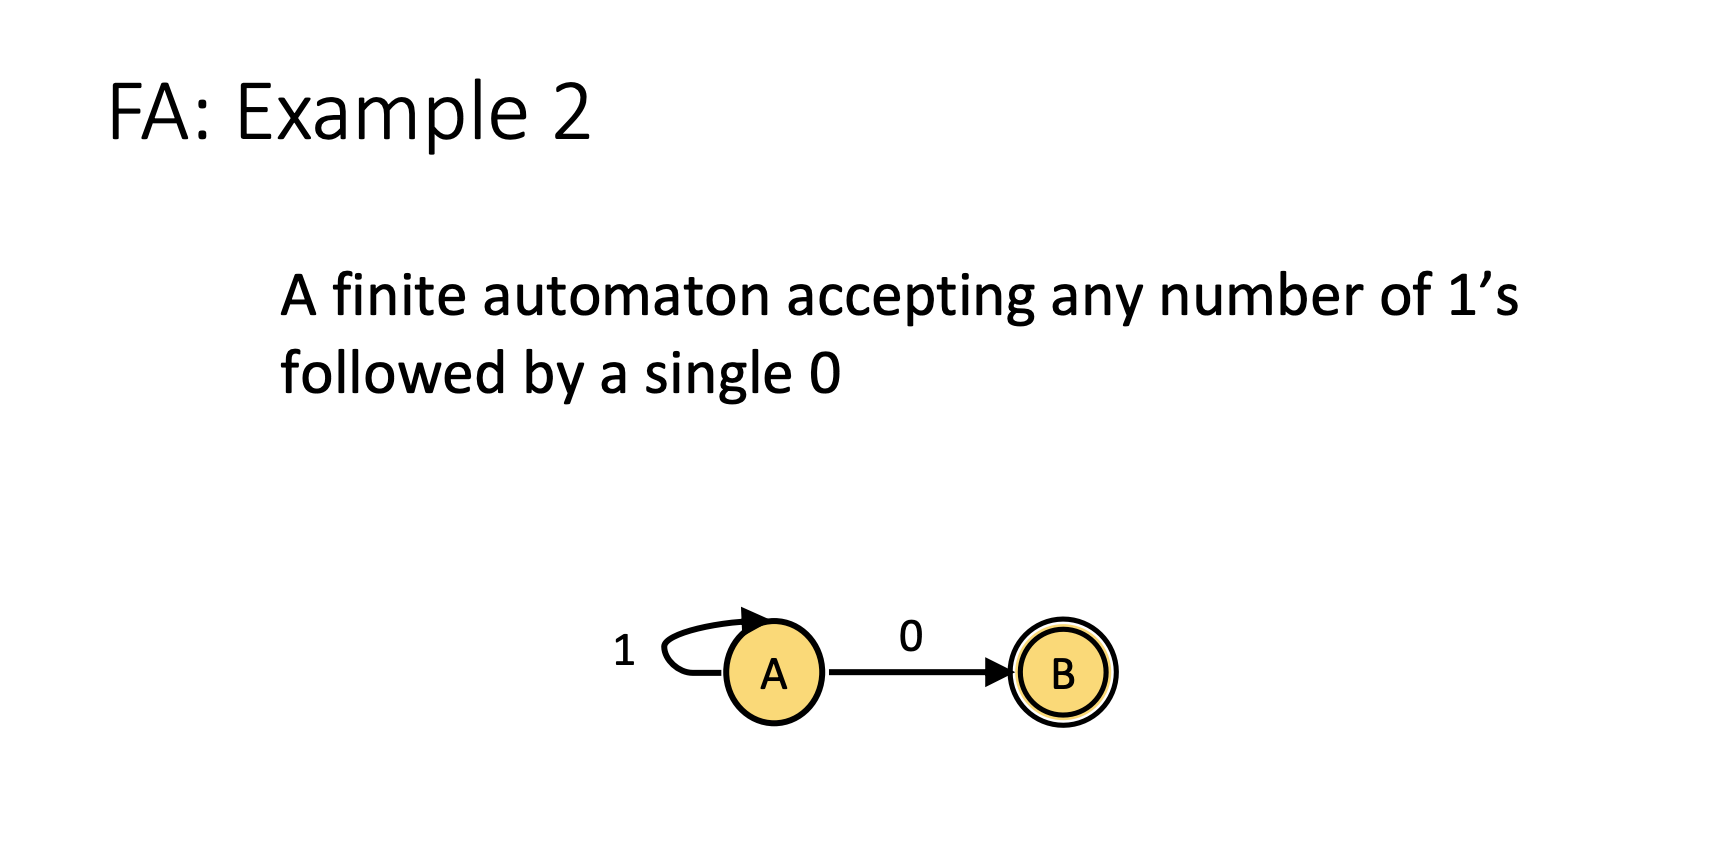 FA: Example 2
A finite automaton accepting any number of 1’s
followed by a single 0
1
0
A
B